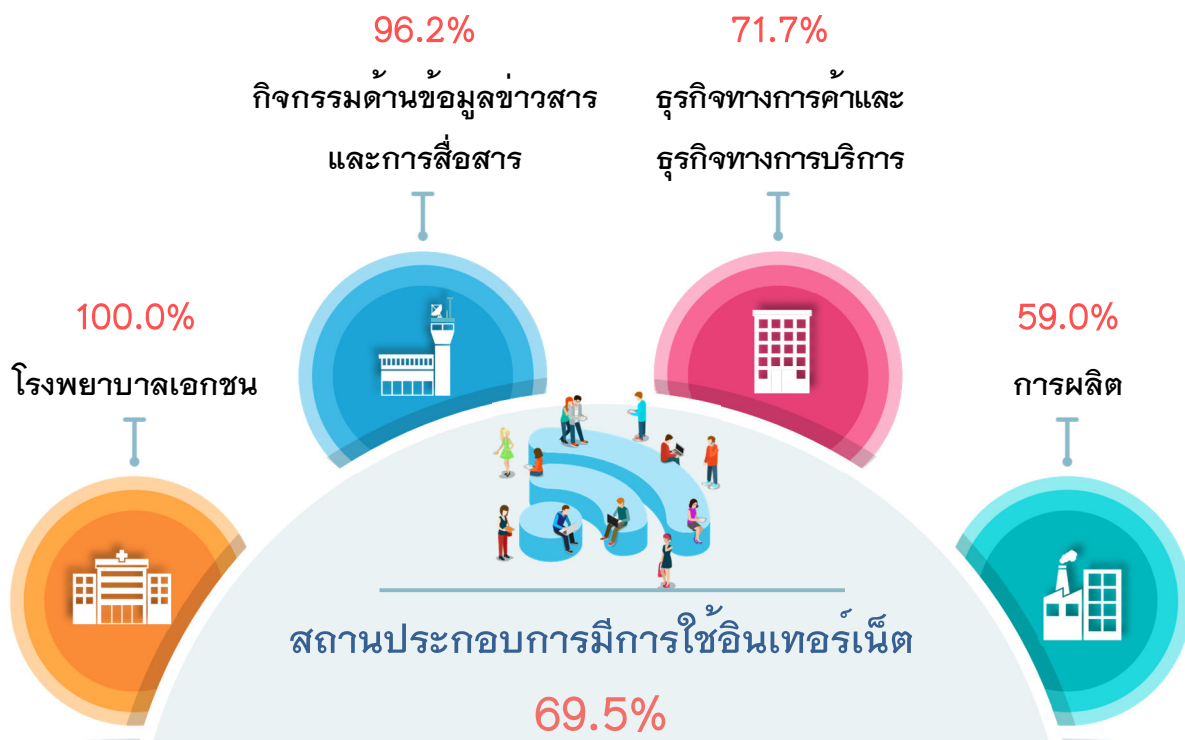 96.2%
กิจกรรมด้านข้อมูลข่าวสาร
และการสื่อสาร
71.7%
ธุรกิจทางการค้าและ
ธุรกิจทางการบริการ
100.0%
โรงพยาบาลเอกชน
59.0%
การผลิต
สถานประกอบการมีการใช้อินเทอร์เน็ต
69.5%